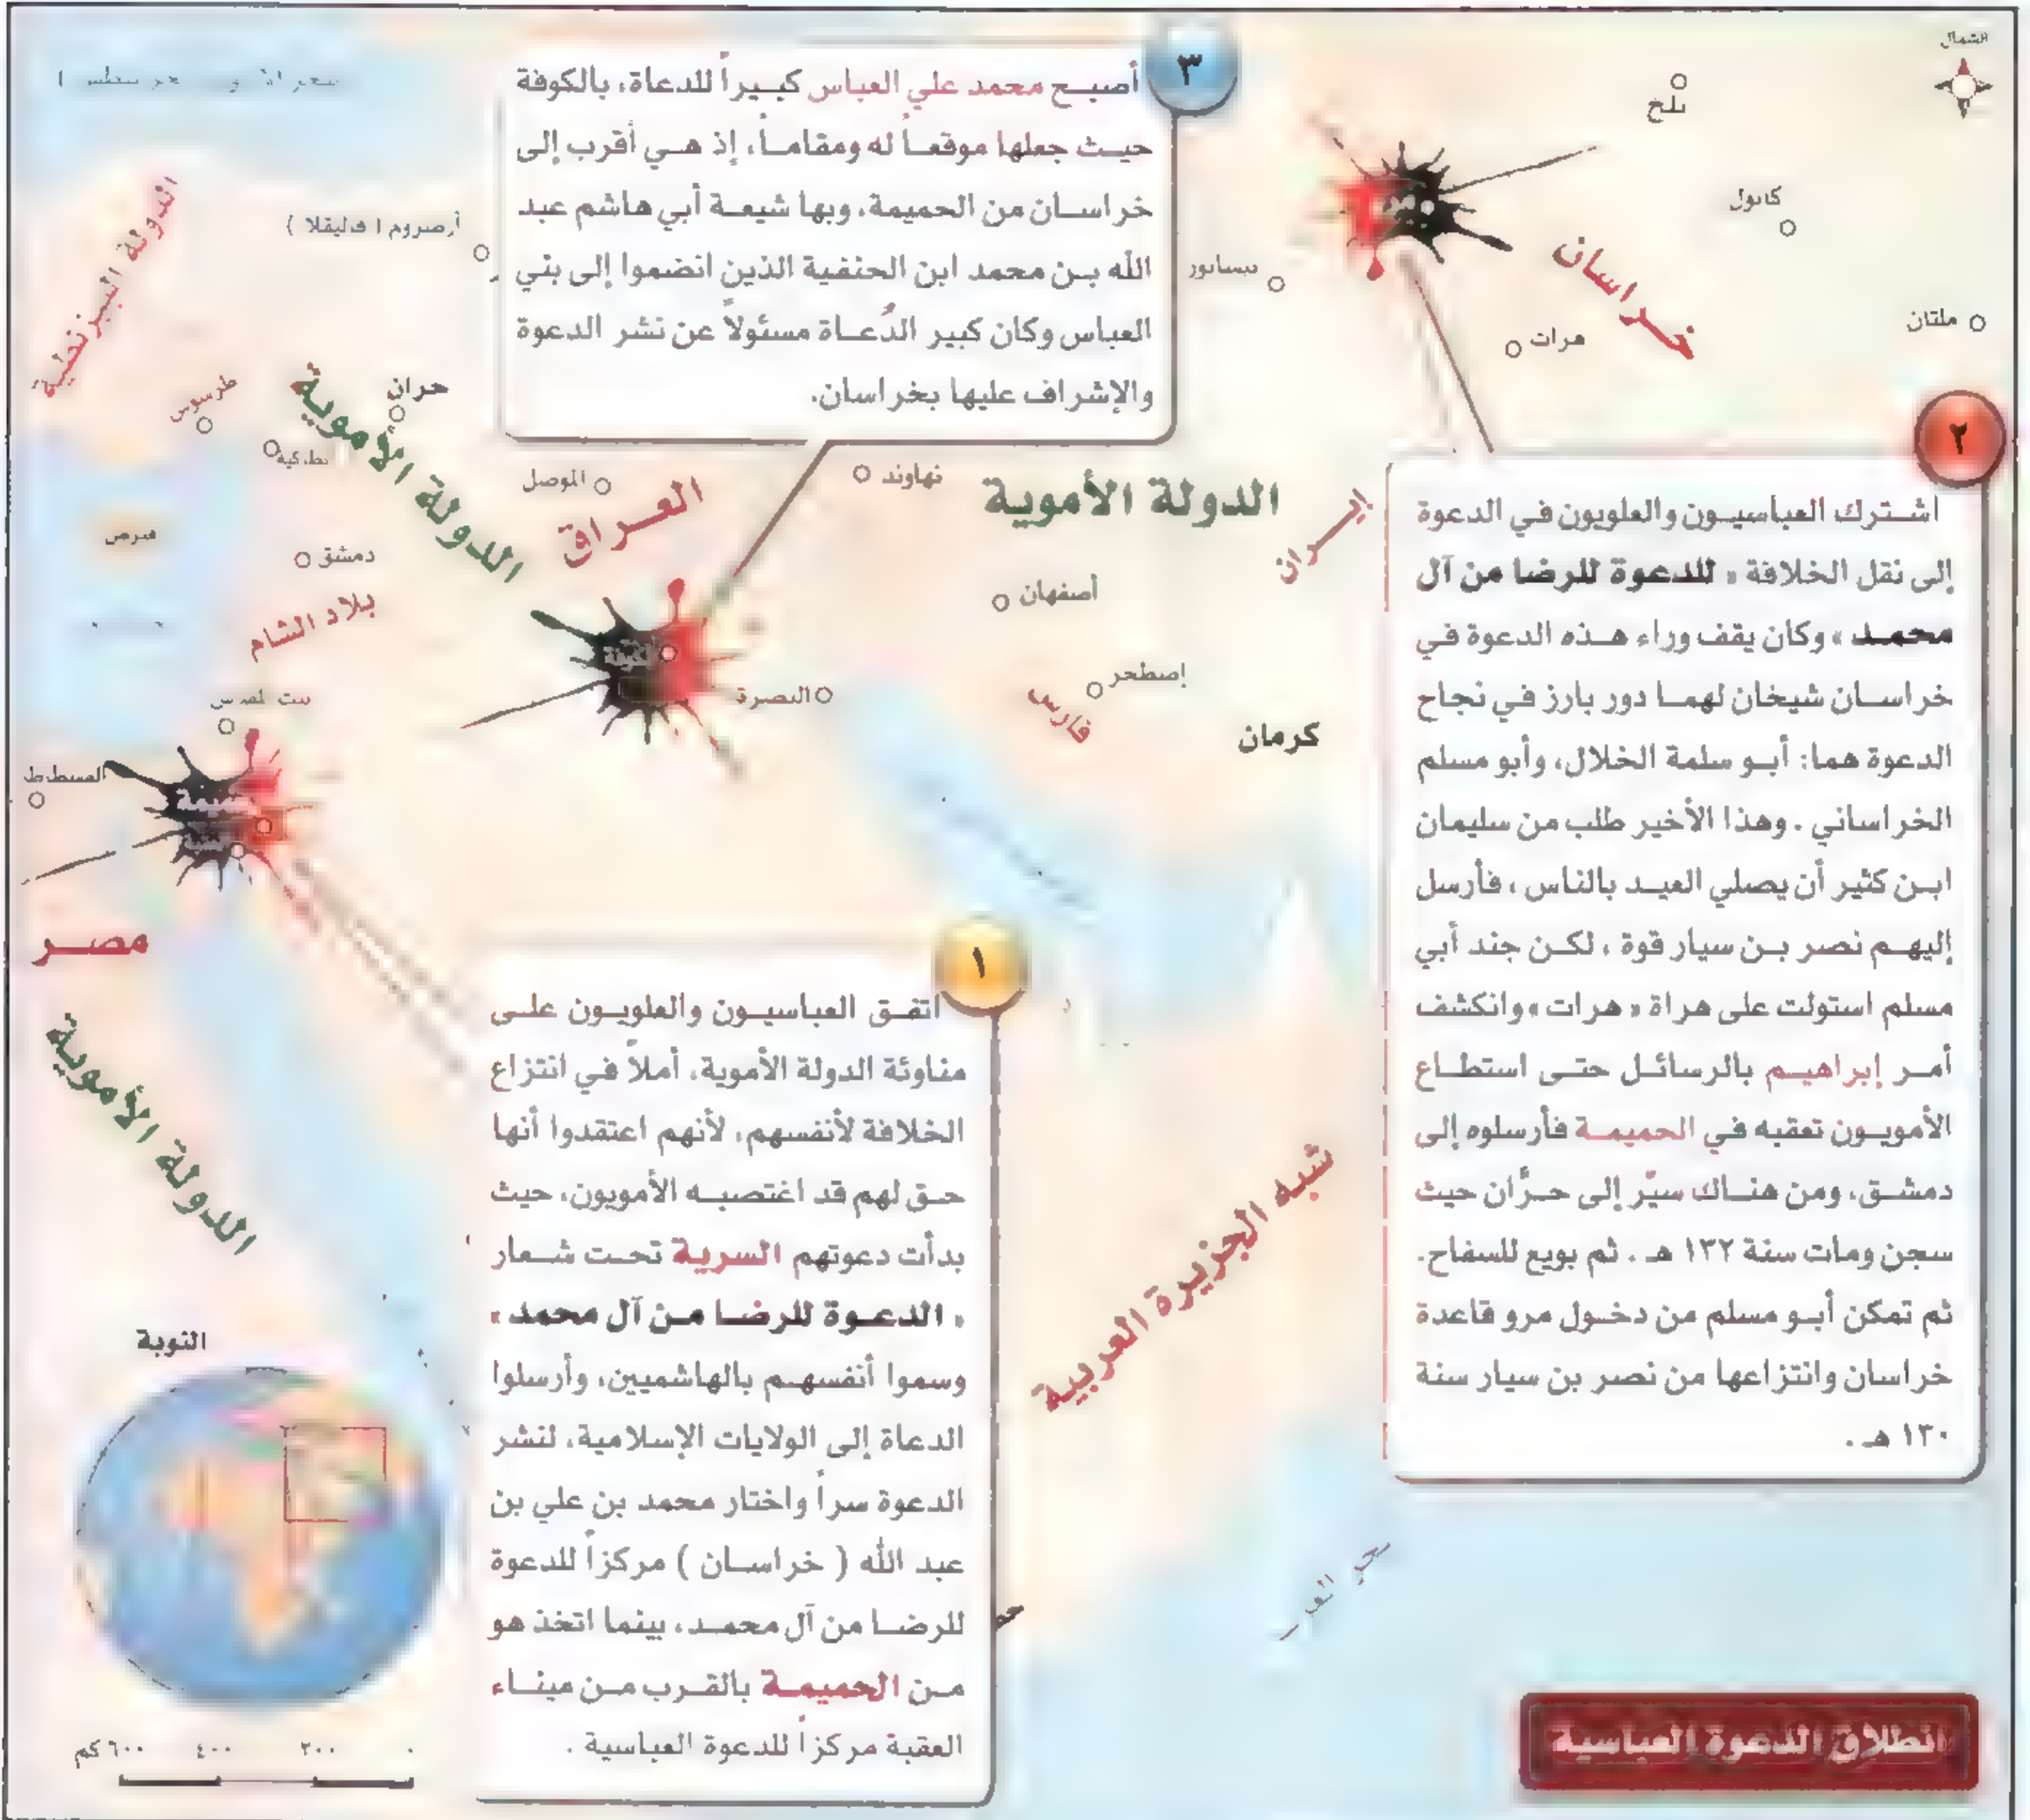 الشمال
بلخ
كابول
ملتان
خراسان
هرات
مرو
نيسابور
٣
أصبح محمد علي العباس كبيراً للدعاة، بالكوفة
حيث جعلها موقعاً له ومقاماً، إذ هي أقرب إلى
خراسان من الحميمة، وبها شيعة أبي هاشم عبد
الله بن محمد ابن الحنفية الذين انضموا إلى بني
العباس وكان كبير الدُعاة مسئولاً عن نشر الدعوة
والإشراف عليها بخراسان.
أرضروم ( قاليقلا )
الدولة البيزنطية
طرسوس
حران
الدولة الأموية
الموصل
العراق
نهاوند
الدولة الأموية
إيران
قبرص
دمشق
بلاد الشام
أصفهان
الكوفة
البصرة
إصطخر
فارس
كرمان
الفسطاط
مصر
الدولة الأموية
النوبة
شبه الجزيرة العربية
٢
اشترك العباسيون والعلويون في الدعوة
إلى نقل الخلافة « للدعوة للرضا من آل
محمد » وكان يقف وراء هذه الدعوة في
خراسان شيخان لهما دور بارز في نجاح
الدعوة هما: أبو سلمة الخلال، وأبو مسلم
الخراساني . وهذا الأخير طلب من سليمان
ابن كثير أن يصلي العيد بالناس ، فأرسل
إليهم نصر بن سيار قوة ، لكن جند أبي
مسلم استولت على هراة « هرات » وانكشف
أمر إبراهيم بالرسائل حتى استطاع
الأمويون تعقبه في الحميمة فأرسلوه إلى
دمشق، ومن هناك سيّر إلى حرَّان حيث
سجن ومات سنة ١٣٢ هـ . ثم بويع للسفاح.
ثم تمكن أبو مسلم من دخول مرو قاعدة
خراسان وانتزاعها من نصر بن سيار سنة
١٣٠ هـ .
١
اتفق العباسيون والعلويون على
مناوئة الدولة الأموية، أملاً في انتزاع
الخلافة لأنفسهم، لأنهم اعتقدوا أنها
حق لهم قد اغتصبه الأمويون، حيث
بدأت دعوتهم السرية تحت شعار
« الدعوة للرضا من آل محمد »
وسموا أنفسهم بالهاشميين، وأرسلوا
الدعاة إلى الولايات الإسلامية، لنشر
الدعوة سراً واختار محمد بن علي بن
عبد الله ( خراسان ) مركزاً للدعوة
للرضا من آل محمد، بينما اتخذ هو
من الحميمة بالقرب من ميناء
العقبة مركزاً للدعوة العباسية .
بحر العرب
٠ ٢٠٠ ٤٠٠ ٦٠٠ كم
انطلاق الدعوة العباسية